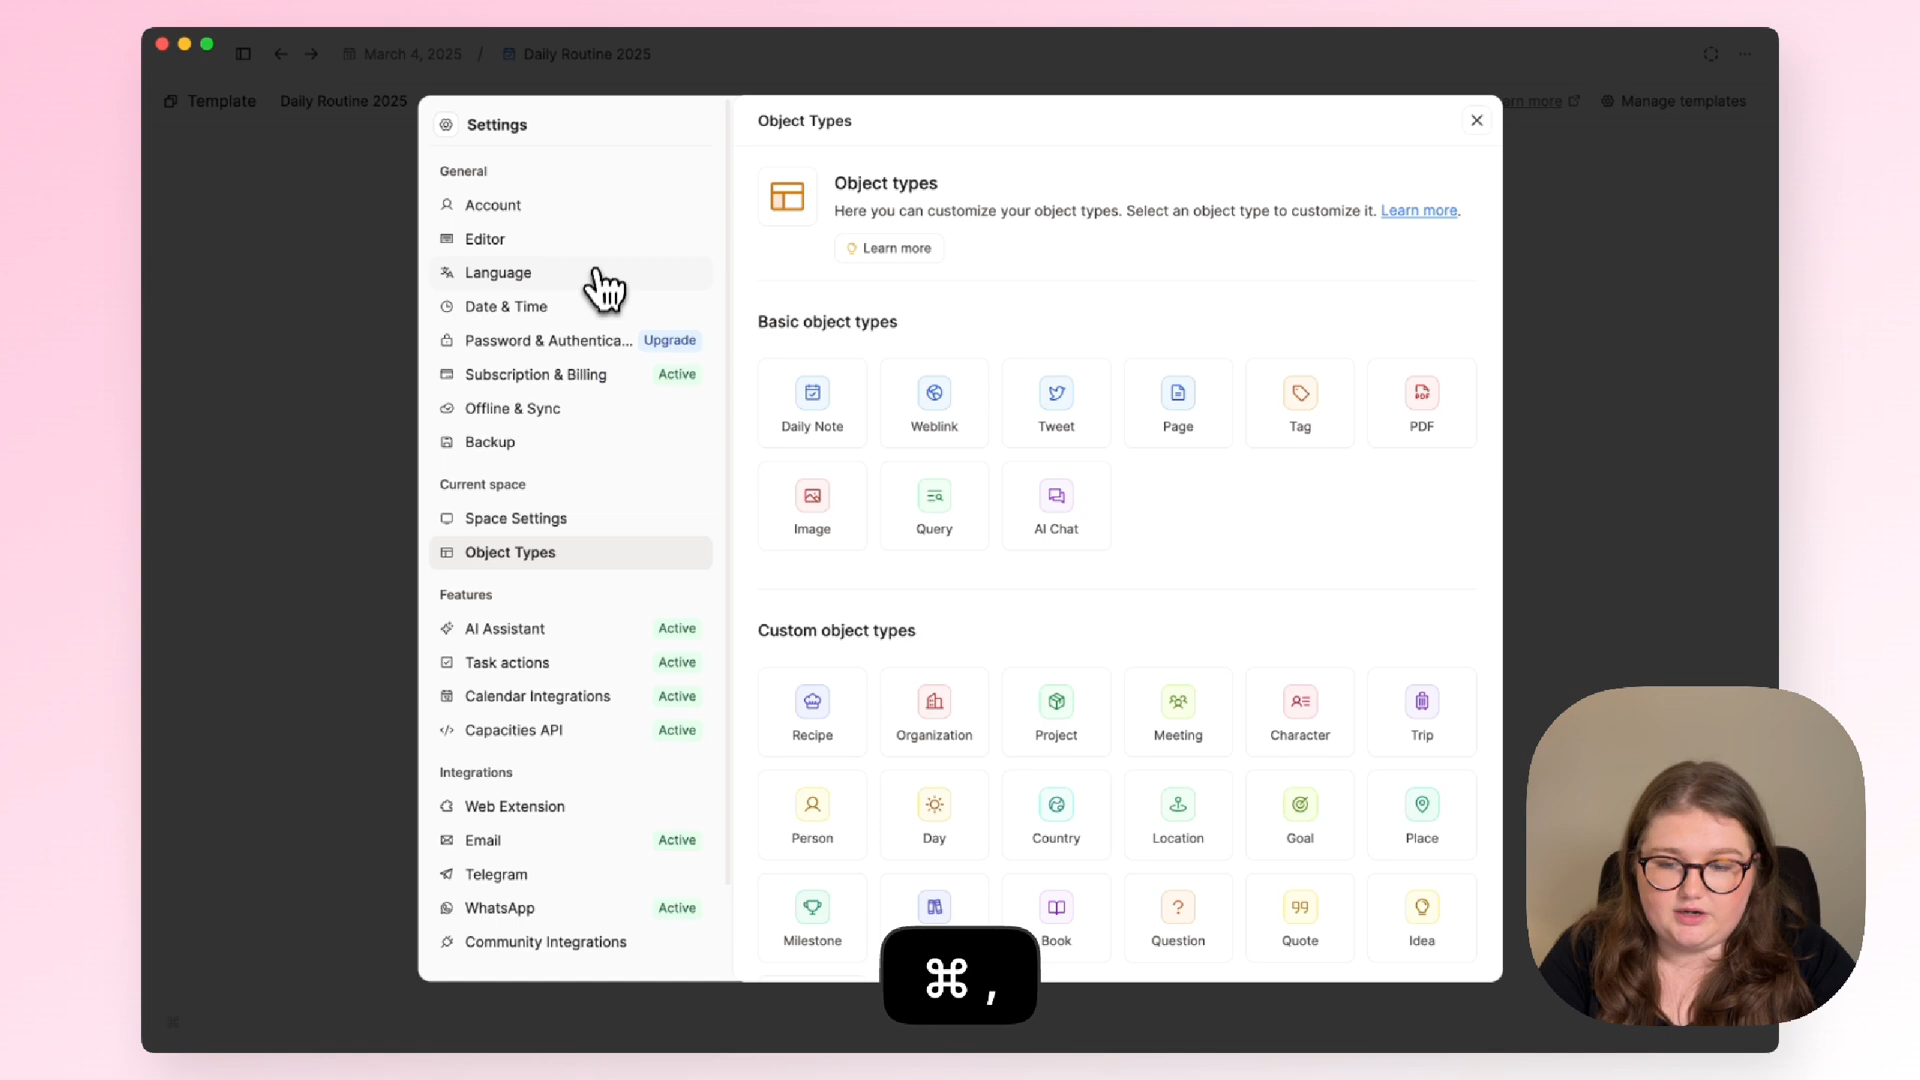 March 4, 2025 / Daily Routine 2025
Template Daily Routine 2025
Learn more Manage templates
Settings
General
Account
Editor
Language
Date & Time
Password & Authentica... Upgrade
Subscription & Billing Active
Offline & Sync
Backup
Current space
Space Settings
Object Types
Features
AI Assistant Active
Task actions Active
Calendar Integrations Active
Capacities API Active
Integrations
Web Extension
Email Active
Telegram
WhatsApp Active
Community Integrations
Object Types
Object types
Here you can customize your object types. Select an object type to customize it. Learn more.
Learn more
Basic object types
Daily Note Weblink Tweet Page Tag PDF
Image Query AI Chat
Custom object types
Recipe Organization Project Meeting Character Trip
Person Day Country Location Goal Place
Milestone Book Question Quote Idea
⌘ ,